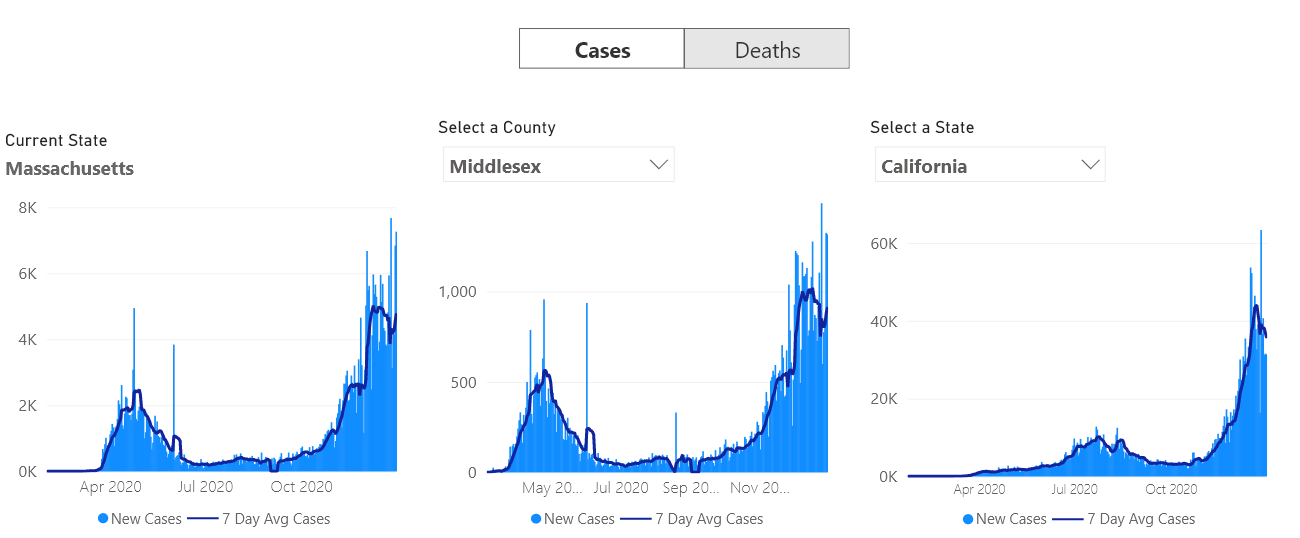 Cases Deaths
Current State
Massachusetts
8K
6K
4K
2K
0K
Apr 2020 Jul 2020 Oct 2020
New Cases 7 Day Avg Cases
Select a County
Middlesex
1,000
500
0
May 20... Jul 2020 Sep 20... Nov 20...
New Cases 7 Day Avg Cases
Select a State
California
60K
40K
20K
0K
Apr 2020 Jul 2020 Oct 2020
New Cases 7 Day Avg Cases